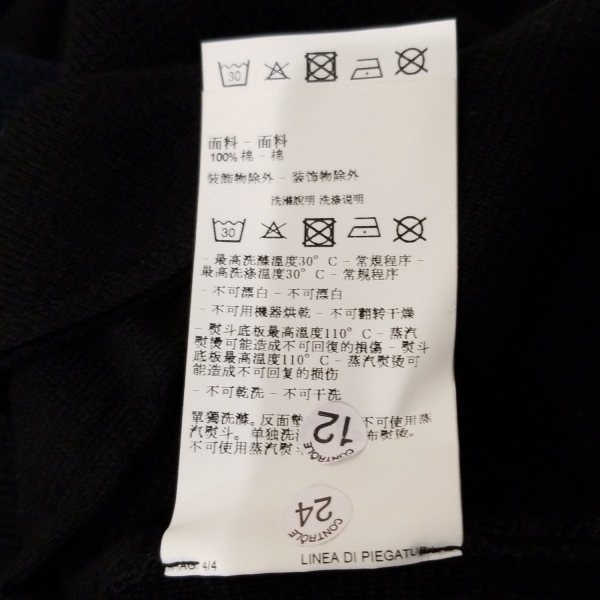 30
面料 - 面料
100% 棉 - 棉
装飾物除外 - 装饰物除外
洗滌說明 洗涤说明
30
- 最高洗滌溫度30° C - 常規程序 -
最高洗涤温度30° C - 常规程序
- 不可漂白 - 不可漂白
- 不可用機器烘乾 - 不可翻转干燥
- 熨斗底板最高溫度110° C - 蒸汽
熨燙可能造成不可回復的損傷 - 熨斗
底板最高温度110° C - 蒸汽熨烫可
能造成不可回复的损伤
- 不可乾洗 - 不可干洗
單獨洗滌。反面墊 不可使用蒸
汽熨斗。单独洗 布熨烫。
不可使用蒸汽熨
12
CONTROLE
24
CONTROLE
PAG. 4/4
LINEA DI PIEGATURA